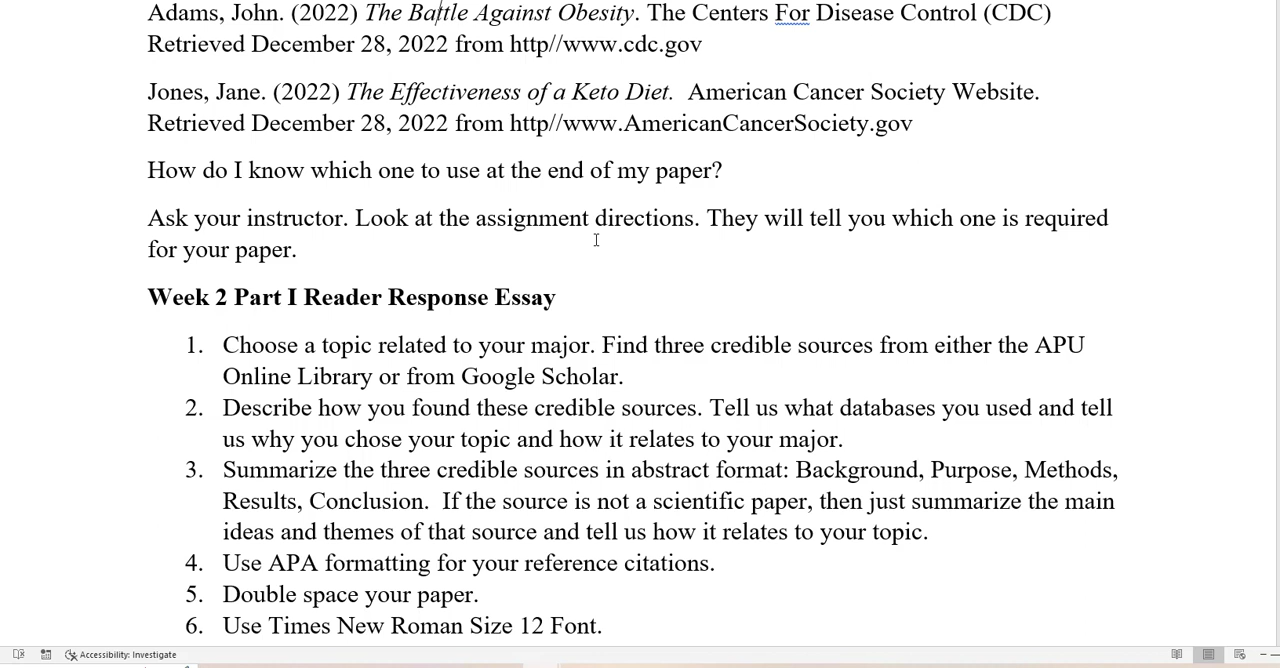 Adams, John. (2022) The Battle Against Obesity. The Centers For Disease Control (CDC)
Retrieved December 28, 2022 from http//www.cdc.gov
Jones, Jane. (2022) The Effectiveness of a Keto Diet.  American Cancer Society Website.
Retrieved December 28, 2022 from http//www.AmericanCancerSociety.gov
How do I know which one to use at the end of my paper?
Ask your instructor. Look at the assignment directions. They will tell you which one is required
for your paper.
Week 2 Part I Reader Response Essay
1. Choose a topic related to your major. Find three credible sources from either the APU
Online Library or from Google Scholar.
2. Describe how you found these credible sources. Tell us what databases you used and tell
us why you chose your topic and how it relates to your major.
3. Summarize the three credible sources in abstract format: Background, Purpose, Methods,
Results, Conclusion.  If the source is not a scientific paper, then just summarize the main
ideas and themes of that source and tell us how it relates to your topic.
4. Use APA formatting for your reference citations.
5. Double space your paper.
6. Use Times New Roman Size 12 Font.
Accessibility: Investigate